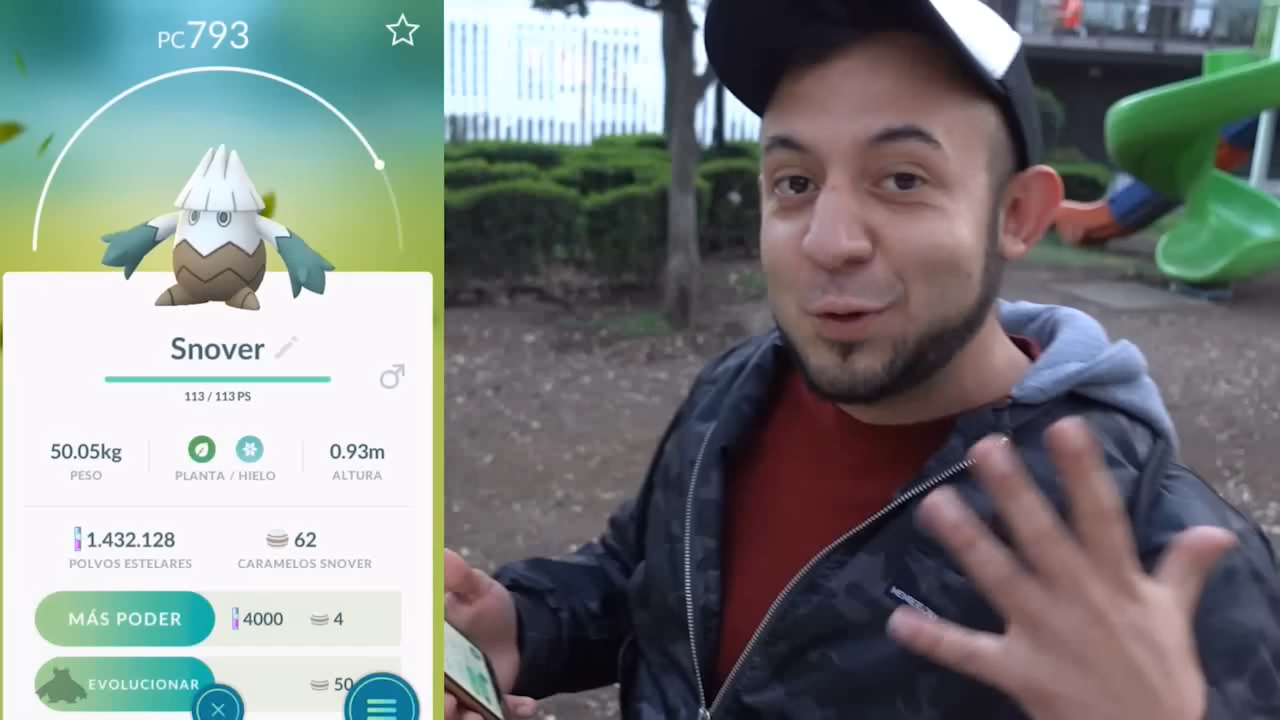 PC793
Snover
113 / 113 PS
50.05kg
PESO
PLANTA / HIELO
0.93m
ALTURA
1.432.128
POLVOS ESTELARES
62
CARAMELOS SNOVER
MÁS PODER
4000
4
EVOLUCIONAR
50